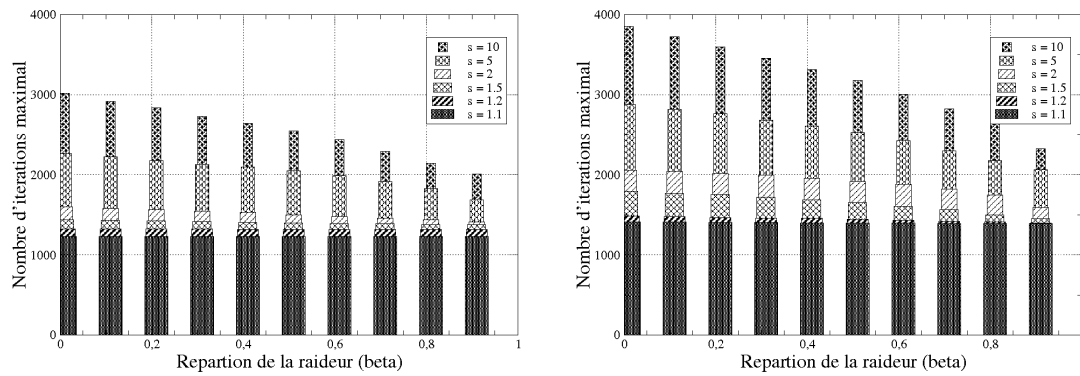 4000
3000
2000
1000
0
Nombre d'iterations maximal
s = 10
s = 5
s = 2
s = 1.5
s = 1.2
s = 1.1
0
0,2
0,4
0,6
0,8
1
Repartion de la raideur (beta)
4000
3000
2000
1000
0
Nombre d'iterations maximal
s = 10
s = 5
s = 2
s = 1.5
s = 1.2
s = 1.1
0
0,2
0,4
0,6
0,8
Repartion de la raideur (beta)